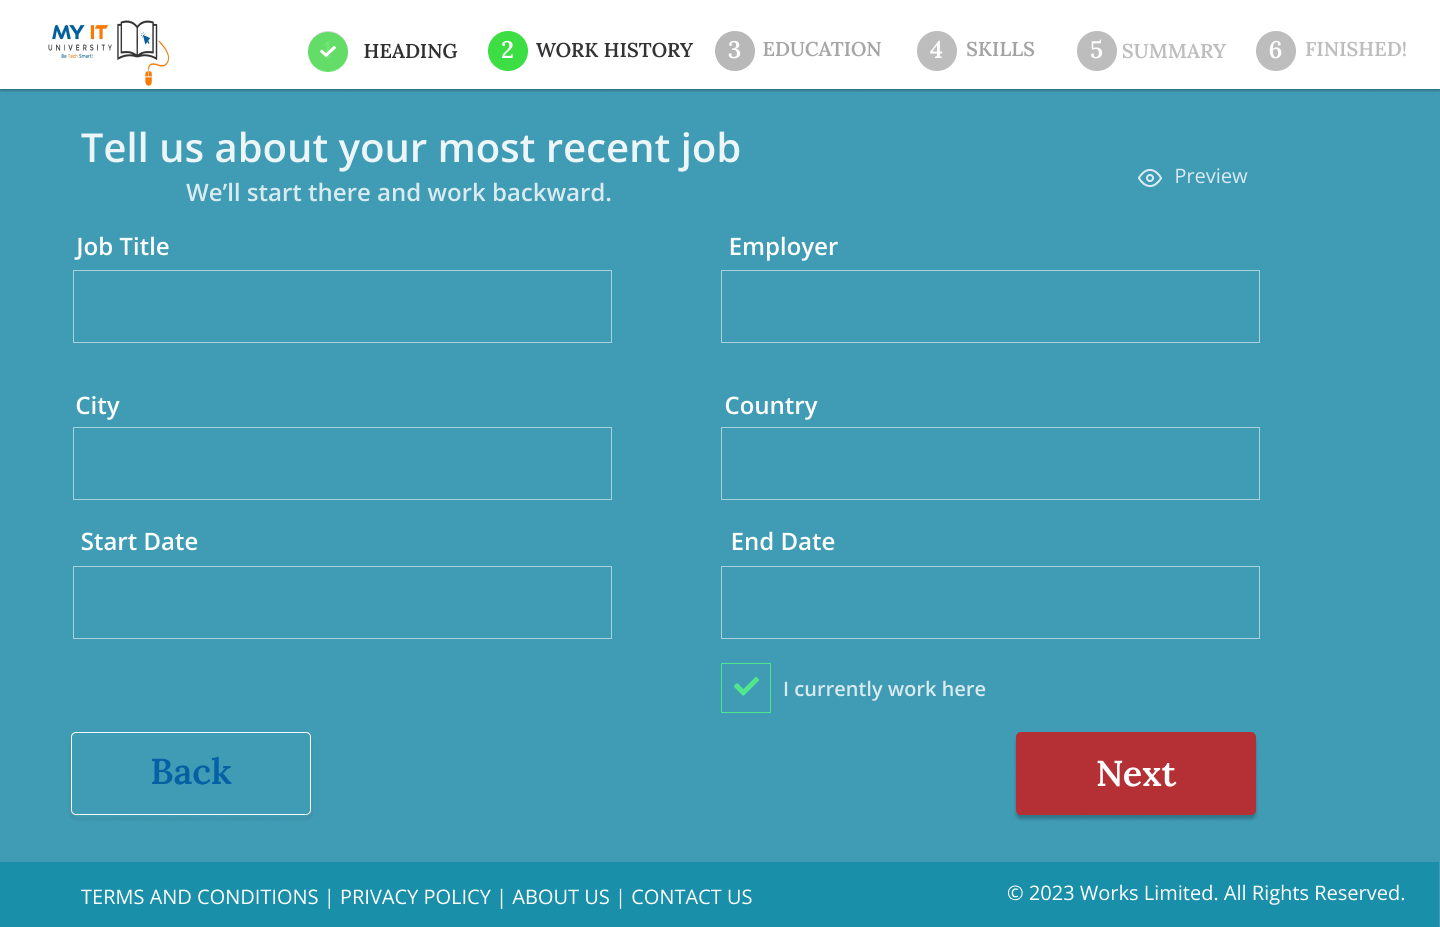 MY IT
UNIVERSITY
Be Tech Smart!
HEADING
2 WORK HISTORY
3 EDUCATION
4 SKILLS
5 SUMMARY
6 FINISHED!
Tell us about your most recent job
We’ll start there and work backward.
Preview
Job Title
Employer
City
Country
Start Date
End Date
I currently work here
Back
Next
TERMS AND CONDITIONS | PRIVACY POLICY | ABOUT US | CONTACT US
© 2023 Works Limited. All Rights Reserved.